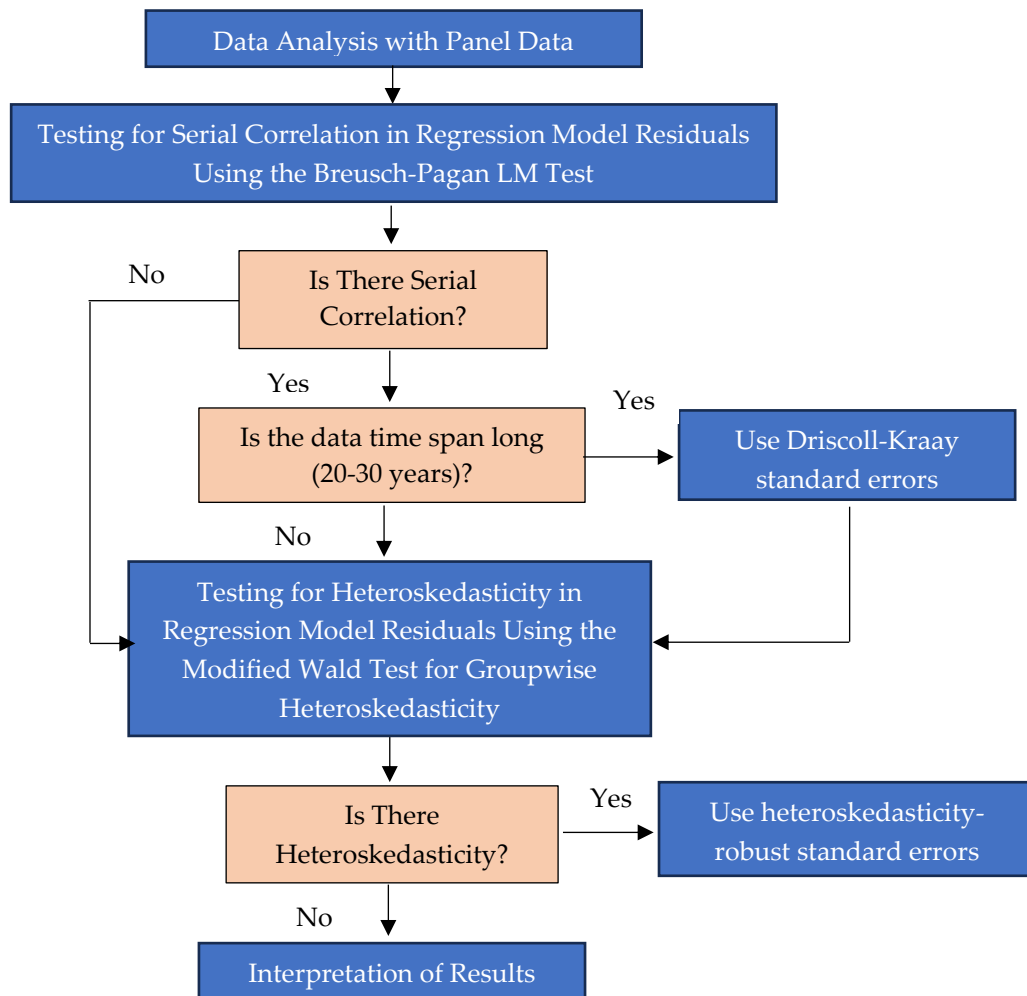 Data Analysis with Panel Data
Testing for Serial Correlation in Regression Model Residuals
Using the Breusch-Pagan LM Test
No
Is There Serial
Correlation?
Yes
Yes
Is the data time span long
(20-30 years)?
Use Driscoll-Kraay
standard errors
No
Testing for Heteroskedasticity in
Regression Model Residuals Using the
Modified Wald Test for Groupwise
Heteroskedasticity
Is There
Heteroskedasticity?
Yes
Use heteroskedasticity-
robust standard errors
No
Interpretation of Results